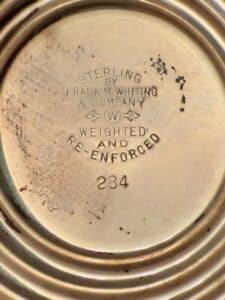 STERLING
BY
FRANK M. WHITING
& COMPANY
W
WEIGHTED
AND
RE-ENFORCED
234